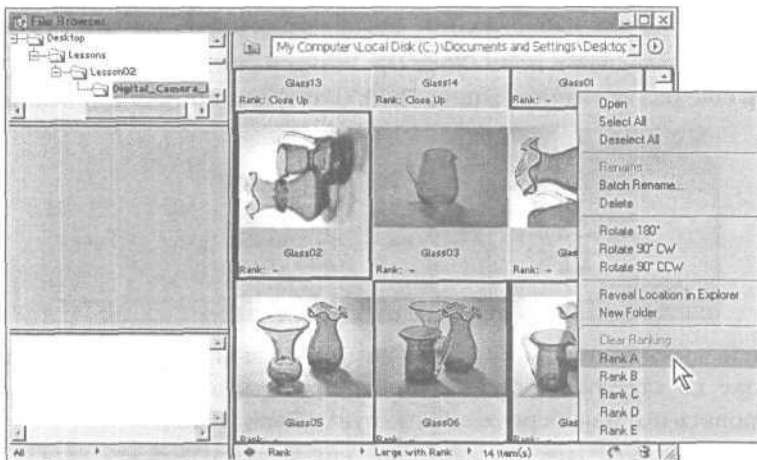 File Browser
Desktop
Lessons
Lesson02
Digital_Camera_
My Computer\Local Disk (C:)\Documents and Settings\Desktop
Glass13
Rank: Close Up
Glass14
Rank: Close Up
Glass01
Rank: -
Glass02
Rank: -
Glass03
Rank: -
Glas
Rank: -
Glass05
Glass06
Glas
Open
Select All
Deselect All
Rename
Batch Rename...
Delete
Rotate 180°
Rotate 90° CW
Rotate 90° CCW
Reveal Location in Explorer
New Folder
Clear Ranking
Rank A
Rank B
Rank C
Rank D
Rank E
All
Rank
Large with Rank
14 Item(s)